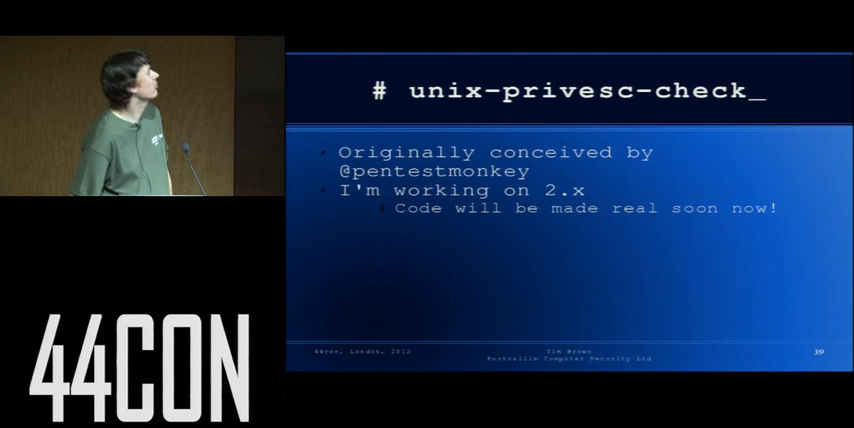 # unix-privesc-check_
Originally conceived by
@pentestmonkey
I'm working on 2.x
Code will be made real soon now!
44con, London, 2012
Tim Brown
Portcullis Computer Security Ltd
39
44CON